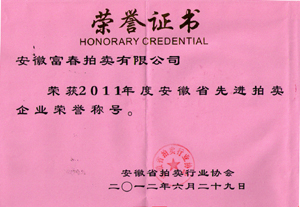 荣誉证书
HONORARY CREDENTIAL
安徽富春拍卖有限公司
荣获2011年度安徽省先进拍卖
企业荣誉称号。
安徽省拍卖行业协会
二〇一二年六月二十九日